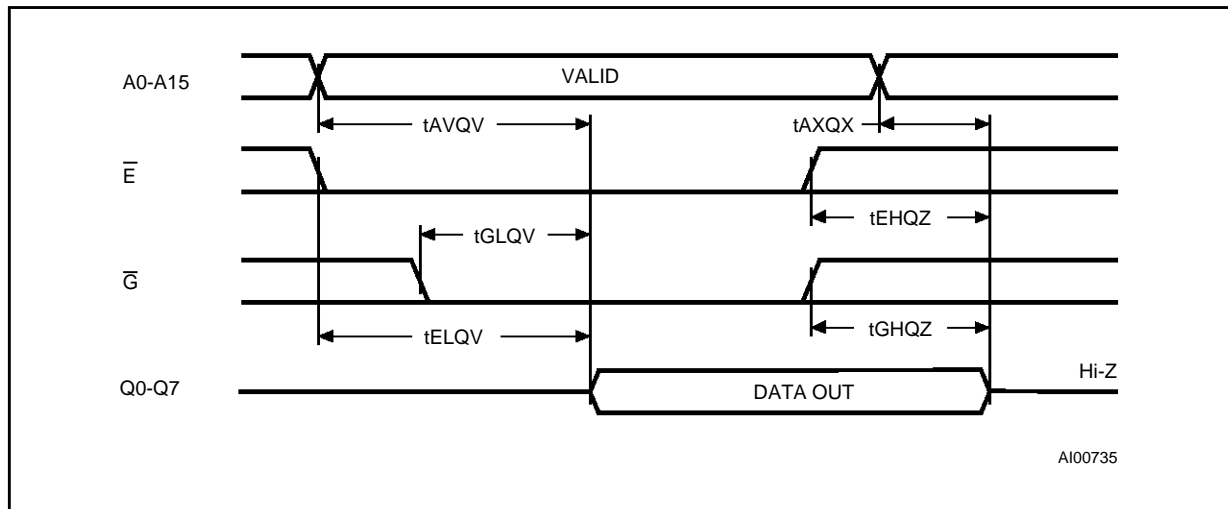 A0-A15
VALID
tAVQV
tAXQX
E̅
tEHQZ
tGLQV
G̅
tGHQZ
tELQV
Q0-Q7
DATA OUT
Hi-Z
AI00735